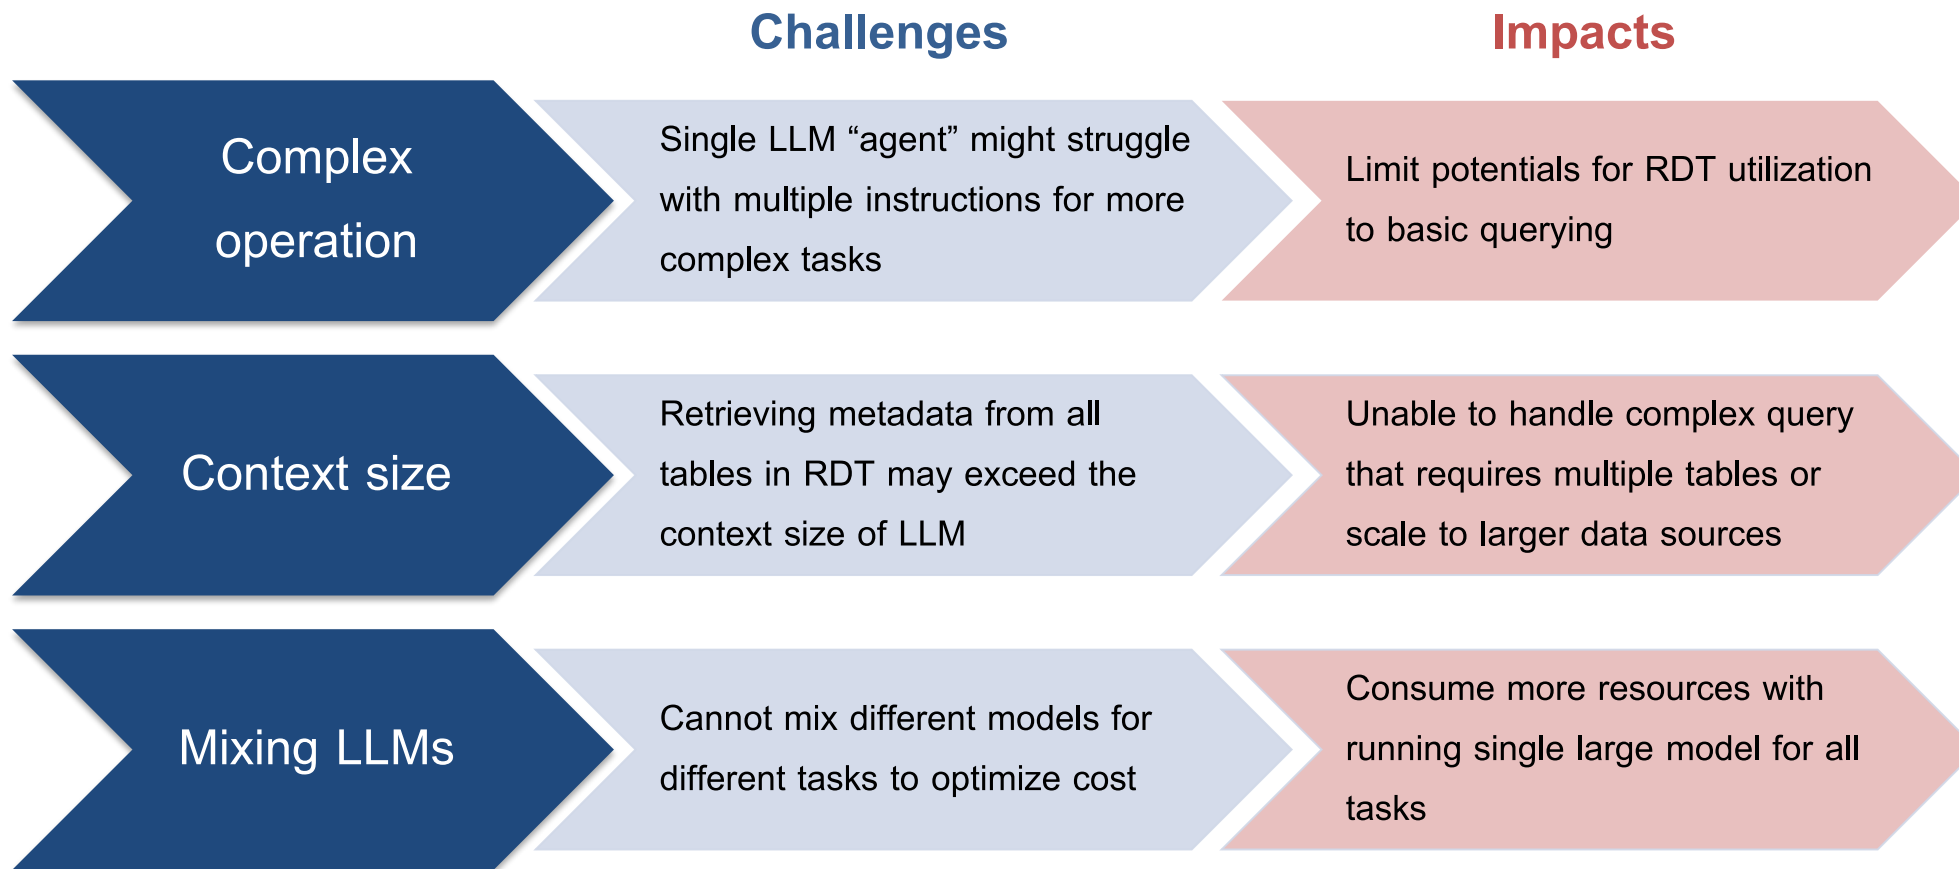 Challenges
Impacts
Complex
operation
Single LLM “agent” might struggle
with multiple instructions for more
complex tasks
Limit potentials for RDT utilization
to basic querying
Context size
Retrieving metadata from all
tables in RDT may exceed the
context size of LLM
Unable to handle complex query
that requires multiple tables or
scale to larger data sources
Mixing LLMs
Cannot mix different models for
different tasks to optimize cost
Consume more resources with
running single large model for all
tasks